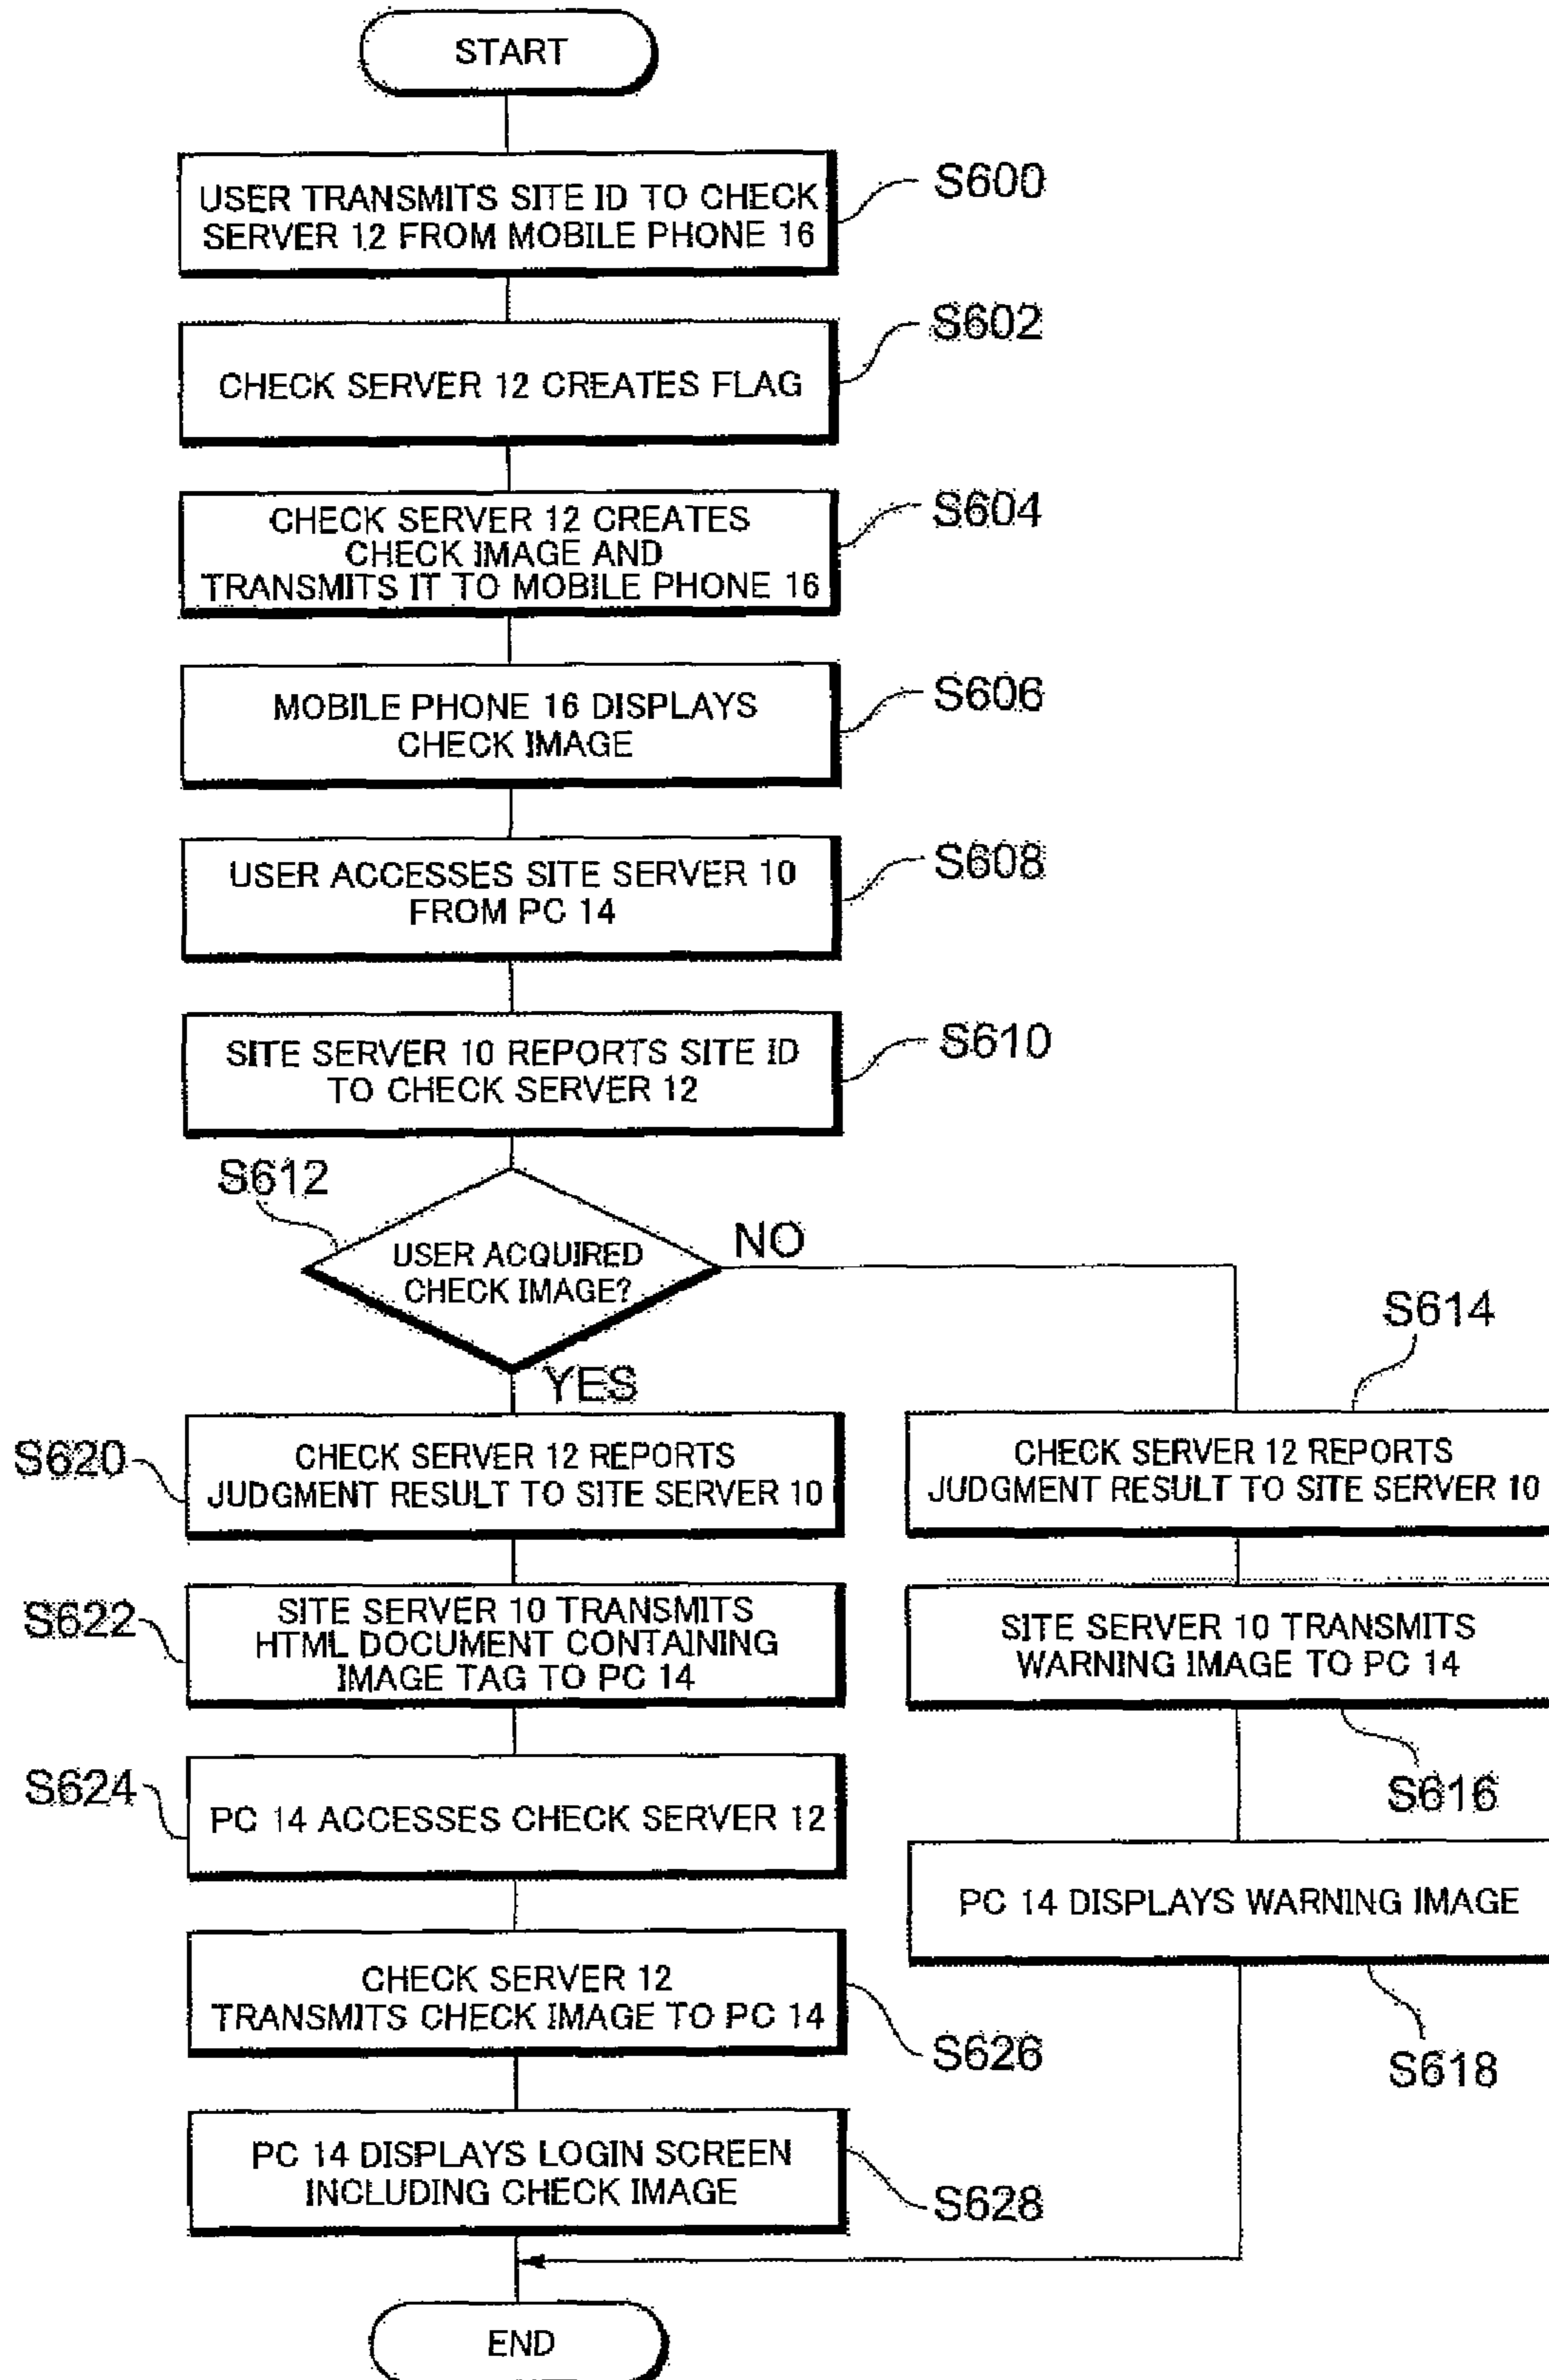 START
USER TRANSMITS SITE ID TO CHECK
SERVER 12 FROM MOBILE PHONE 16
S600
CHECK SERVER 12 CREATES FLAG
S602
CHECK SERVER 12 CREATES
CHECK IMAGE AND
TRANSMITS IT TO MOBILE PHONE 16
S604
MOBILE PHONE 16 DISPLAYS
CHECK IMAGE
S606
USER ACCESSES SITE SERVER 10
FROM PC 14
S608
SITE SERVER 10 REPORTS SITE ID
TO CHECK SERVER 12
S610
S612
USER ACQUIRED
CHECK IMAGE?
NO
YES
S614
S620
CHECK SERVER 12 REPORTS
JUDGMENT RESULT TO SITE SERVER 10
CHECK SERVER 12 REPORTS
JUDGMENT RESULT TO SITE SERVER 10
S622
SITE SERVER 10 TRANSMITS
HTML DOCUMENT CONTAINING
IMAGE TAG TO PC 14
SITE SERVER 10 TRANSMITS
WARNING IMAGE TO PC 14
S616
S624
PC 14 ACCESSES CHECK SERVER 12
PC 14 DISPLAYS WARNING IMAGE
S618
CHECK SERVER 12
TRANSMITS CHECK IMAGE TO PC 14
S626
PC 14 DISPLAYS LOGIN SCREEN
INCLUDING CHECK IMAGE
S628
END